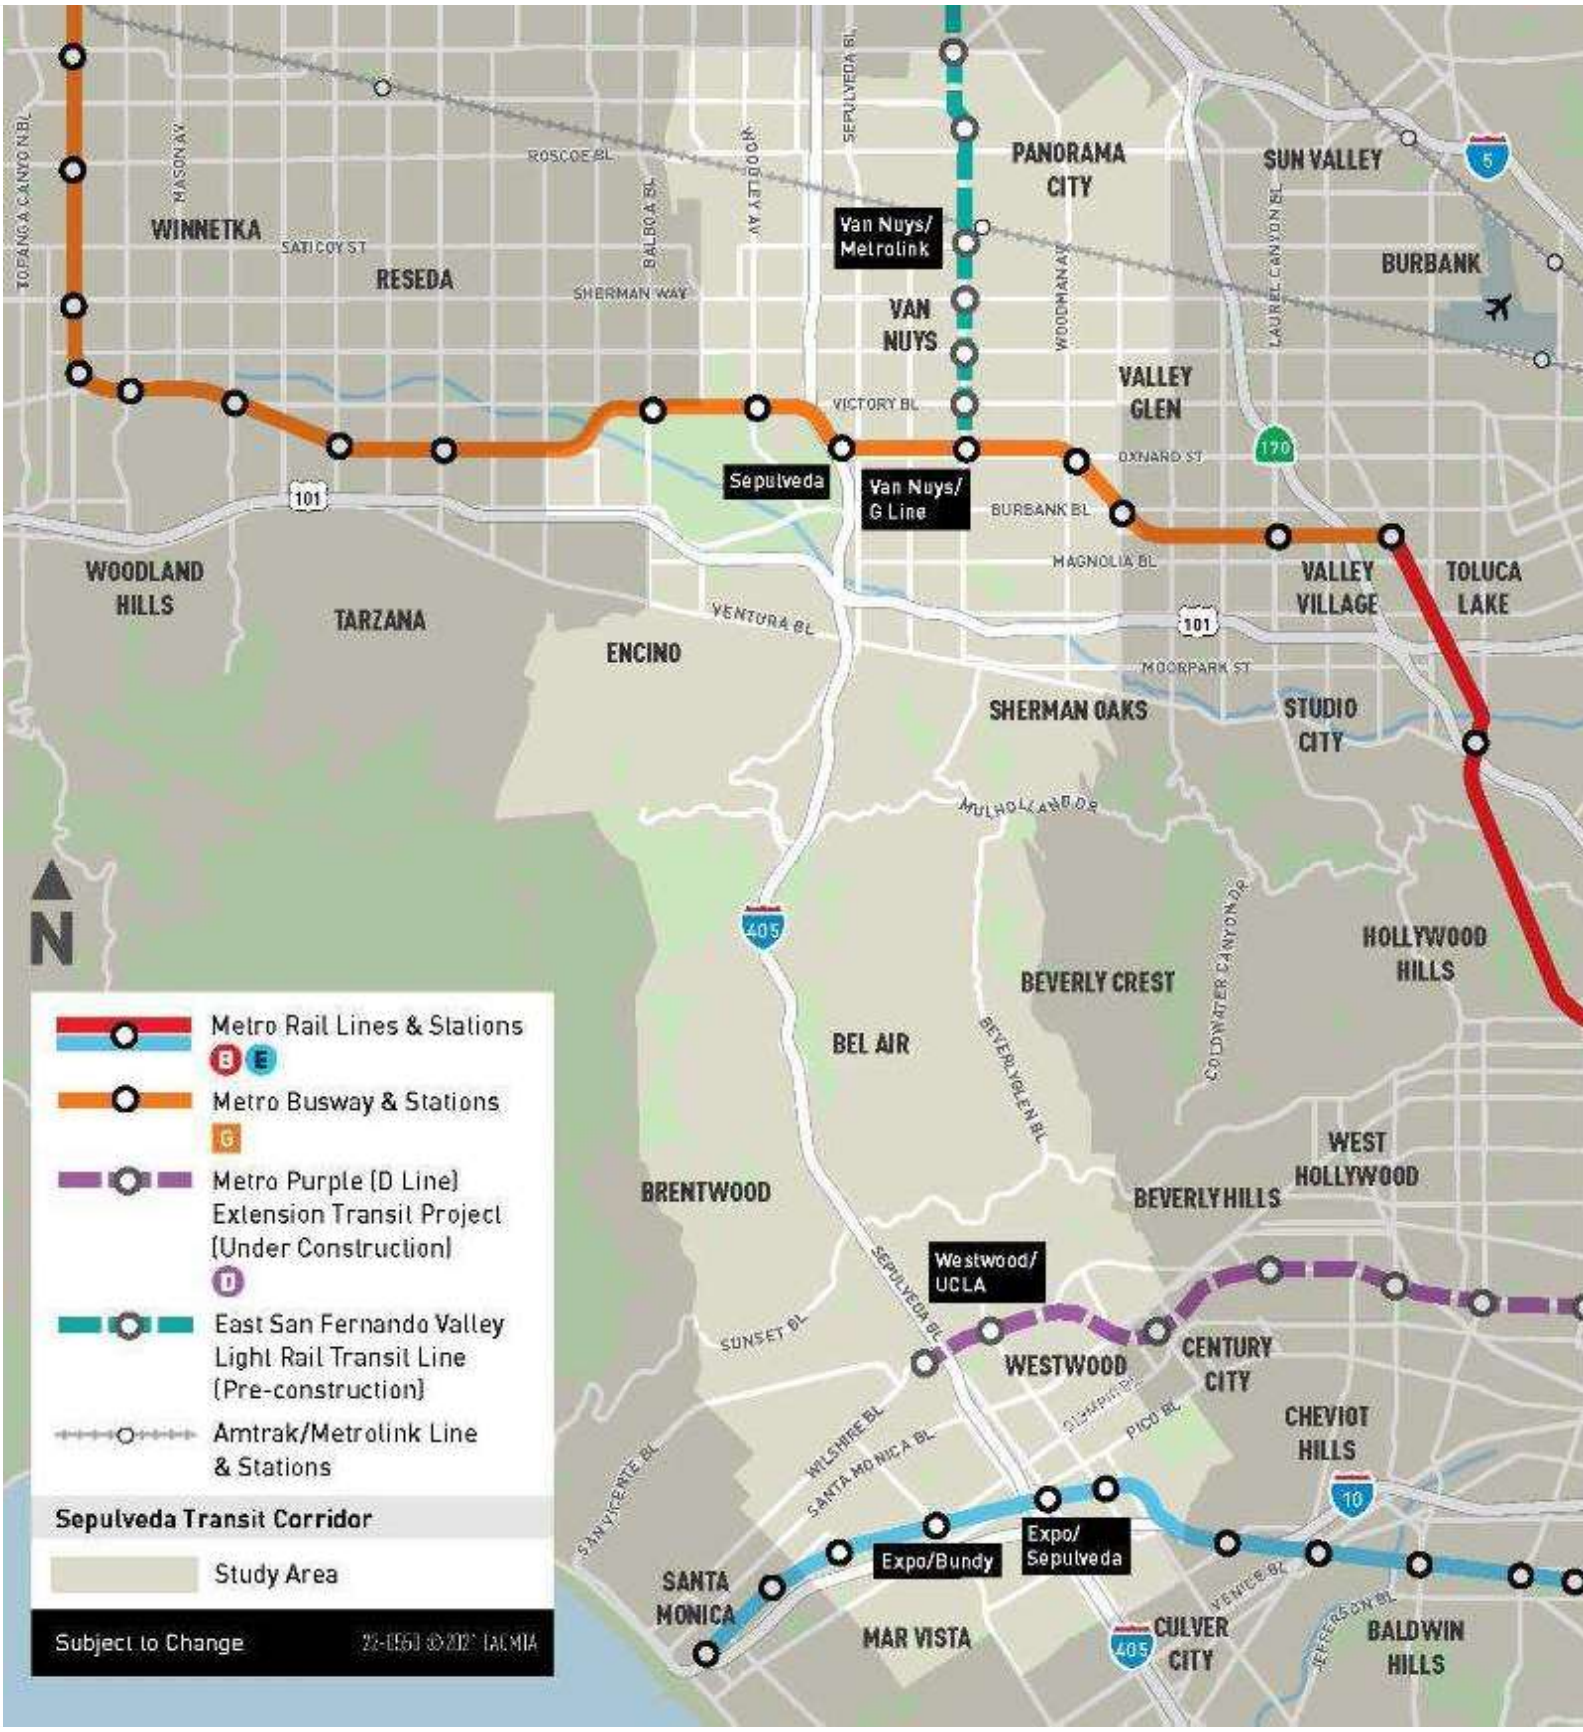 TOPANGA CANYON BL
MASON AV
WINNETKA
SATICOY ST
RESEDA
ROSCOE BL
BALBOA BL
SHERMAN WAY
WOODLEY AV
SEPULVEDA BL
PANORAMA
CITY
SUN VALLEY
5
Van Nuys/
Metrolink
VAN
NUYS
WOODMAN AV
LAUREL CANYON BL
BURBANK
VALLEY
GLEN
VICTORY BL
170
OXNARD ST
Sepulveda
Van Nuys/
G Line
BURBANK BL
MAGNOLIA BL
101
WOODLAND
HILLS
TARZANA
VALLEY
VILLAGE
TOLUCA
LAKE
VENTURA BL
101
ENCINO
MOORPARK ST
SHERMAN OAKS
STUDIO
CITY
MULHOLLAND DR
N
405
COLDWATER CANYON DR
HOLLYWOOD
HILLS
BEVERLY CREST
BEL AIR
BEVERLY GLEN BL
WEST
HOLLYWOOD
BRENTWOOD
BEVERLY HILLS
SEPULVEDA BL
Westwood/
UCLA
SUNSET BL
WESTWOOD
CENTURY
CITY
OLYMPIC BL
PICO BL
WILSHIRE BL
SANTA MONICA BL
CHEVIOT
HILLS
SAN VICENTE BL
10
Expo/Bundy
Expo/
Sepulveda
SANTA
MONICA
VENICE BL
JEFFERSON BL
MAR VISTA
405
CULVER
CITY
BALDWIN
HILLS
Metro Rail Lines & Stations
B E
Metro Busway & Stations
G
Metro Purple (D Line)
Extension Transit Project
(Under Construction)
D
East San Fernando Valley
Light Rail Transit Line
(Pre-construction)
Amtrak/Metrolink Line
& Stations
Sepulveda Transit Corridor
Study Area
Subject to Change
©2021 LACMTA